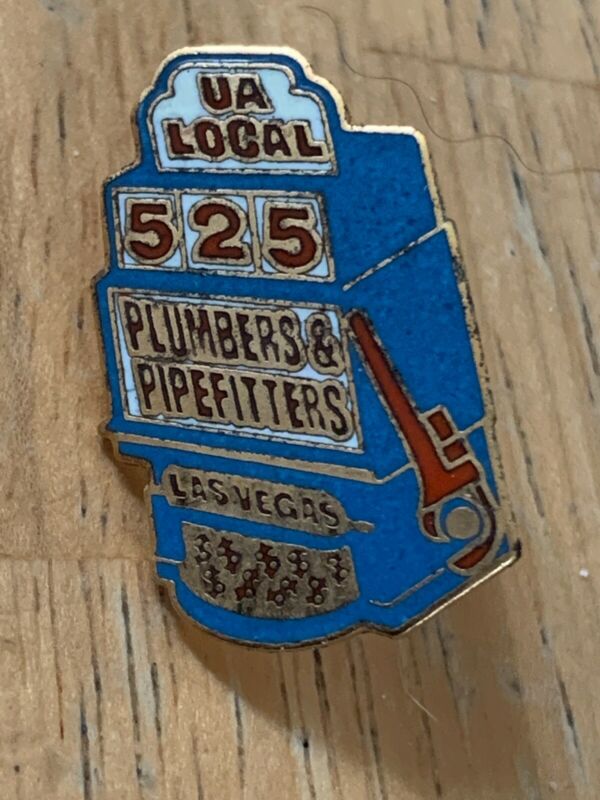 UA
LOCAL
525
PLUMBERS &
PIPEFITTERS
LAS VEGAS
$ $ $ $ $
$ $ $ $